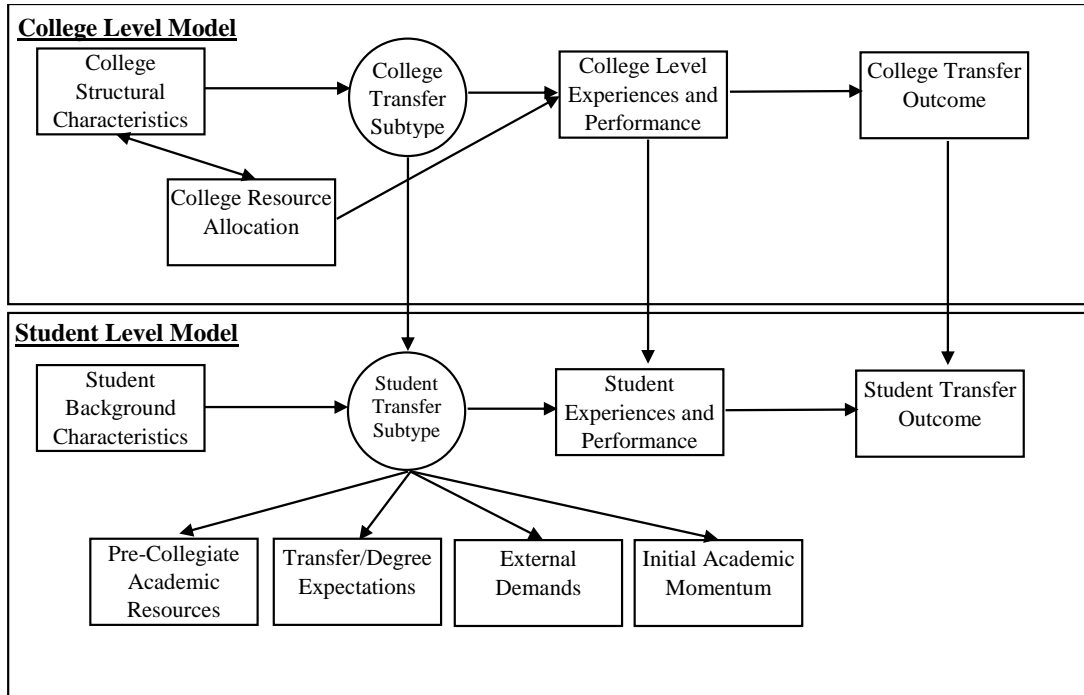 College Level Model
College
Structural
Characteristics
College
Transfer
Subtype
College Level
Experiences and
Performance
College Transfer
Outcome
College Resource
Allocation
Student Level Model
Student
Background
Characteristics
Student
Transfer
Subtype
Student
Experiences and
Performance
Student Transfer
Outcome
Pre-Collegiate
Academic
Resources
Transfer/Degree
Expectations
External
Demands
Initial Academic
Momentum